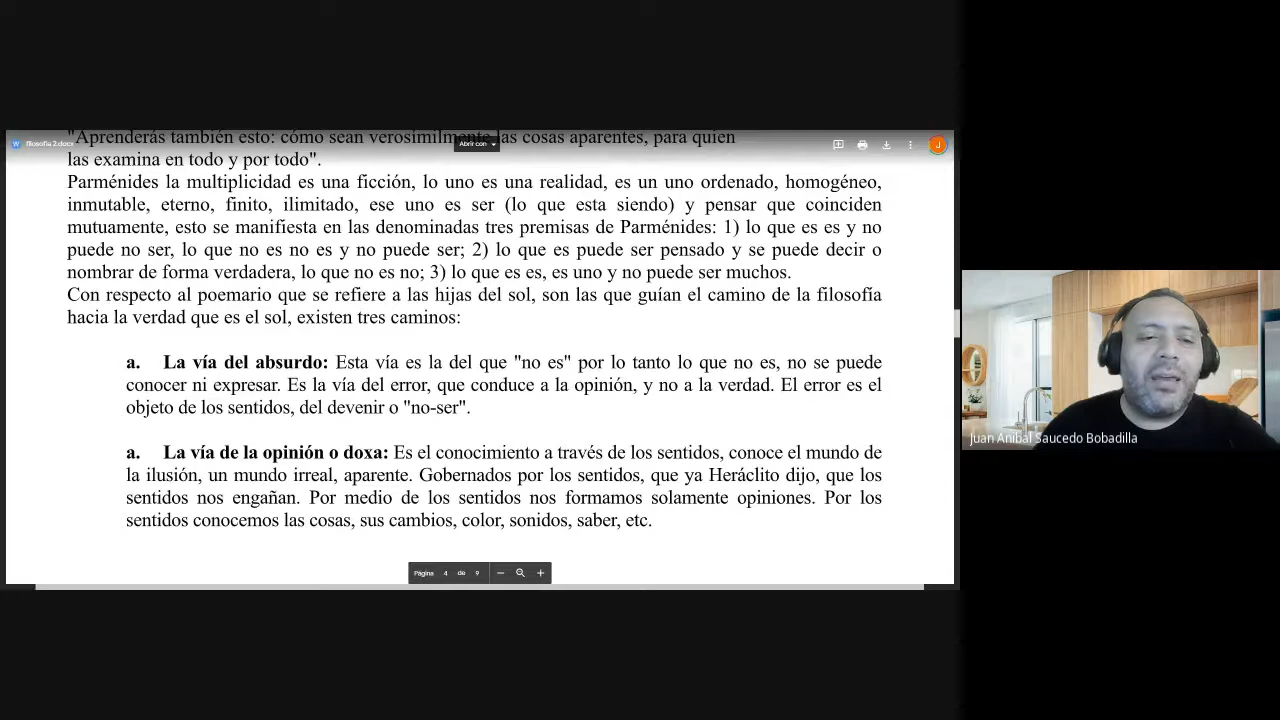 "Aprenderás también esto: cómo sean verosímilmente las cosas aparentes, para quien
filosofia 2.docx
Abrir con
J
las examina en todo y por todo".
Parménides la multiplicidad es una ficción, lo uno es una realidad, es un uno ordenado, homogéneo,
inmutable, eterno, finito, ilimitado, ese uno es ser (lo que esta siendo) y pensar que coinciden
mutuamente, esto se manifiesta en las denominadas tres premisas de Parménides: 1) lo que es es y no
puede no ser, lo que no es no es y no puede ser; 2) lo que es puede ser pensado y se puede decir o
nombrar de forma verdadera, lo que no es no; 3) lo que es es, es uno y no puede ser muchos.
Con respecto al poemario que se refiere a las hijas del sol, son las que guían el camino de la filosofía
hacia la verdad que es el sol, existen tres caminos:
a. La vía del absurdo: Esta vía es la del que "no es" por lo tanto lo que no es, no se puede
conocer ni expresar. Es la vía del error, que conduce a la opinión, y no a la verdad. El error es el
objeto de los sentidos, del devenir o "no-ser".
a. La vía de la opinión o doxa: Es el conocimiento a través de los sentidos, conoce el mundo de
la ilusión, un mundo irreal, aparente. Gobernados por los sentidos, que ya Heráclito dijo, que los
sentidos nos engañan. Por medio de los sentidos nos formamos solamente opiniones. Por los
sentidos conocemos las cosas, sus cambios, color, sonidos, saber, etc.
Página 4 de 9
Juan Anibal Saucedo Bobadilla